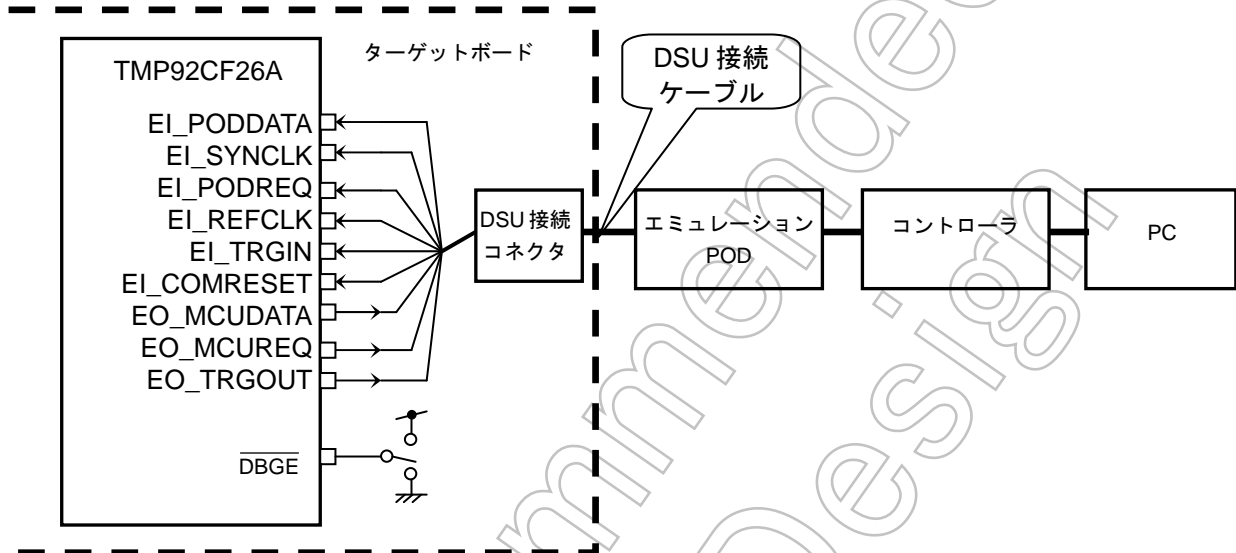 ターゲットボード
TMP92CF26A
EI_PODDATA
EI_SYNCLK
EI_PODREQ
EI_REFCLK
EI_TRGIN
EI_COMRESET
EO_MCUDATA
EO_MCUREQ
EO_TRGOUT
DBGE
DSU 接続
コネクタ
DSU 接続
ケーブル
エミュレーション
POD
コントローラ
PC
mmended
Design